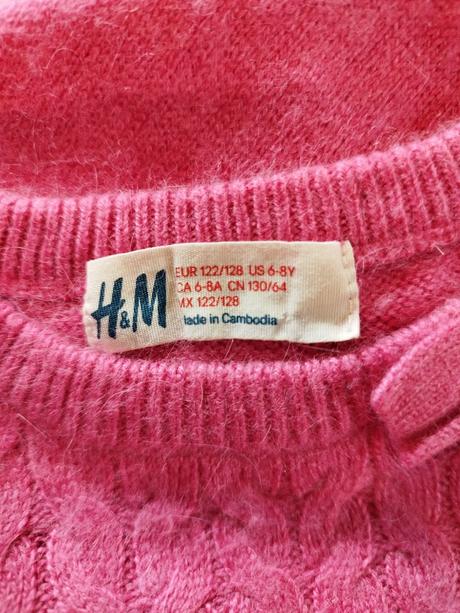 H&M
EUR 122/128 US 6-8Y
CA 6-8A CN 130/64
MX 122/128
Made in Cambodia